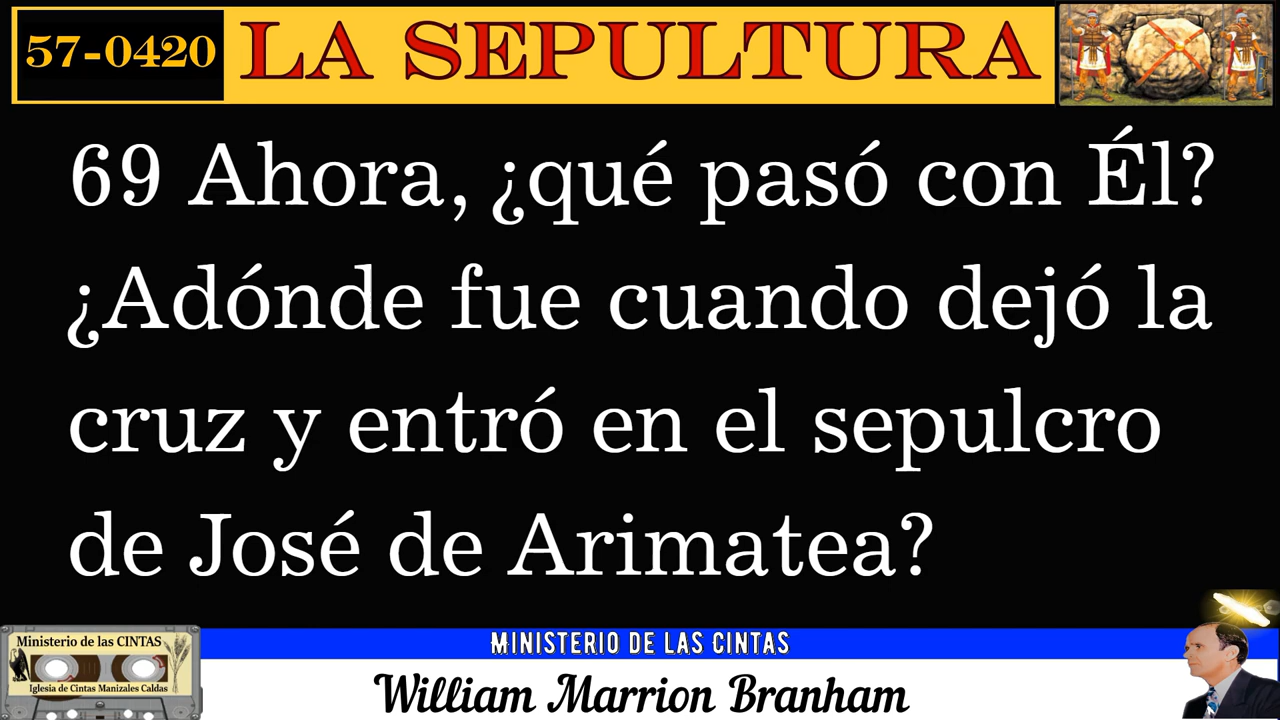 57-0420 LA SEPULTURA
69 Ahora, ¿qué pasó con Él?
¿Adónde fue cuando dejó la
cruz y entró en el sepulcro
de José de Arimatea?
MINISTERIO DE LAS CINTAS
Ministerio de las CINTAS
Iglesia de Cintas Manizales Caldas
William Marrion Branham